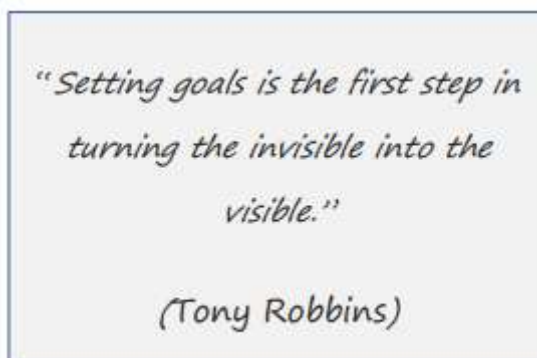 “Setting goals is the first step in
turning the invisible into the
visible.”
(Tony Robbins)